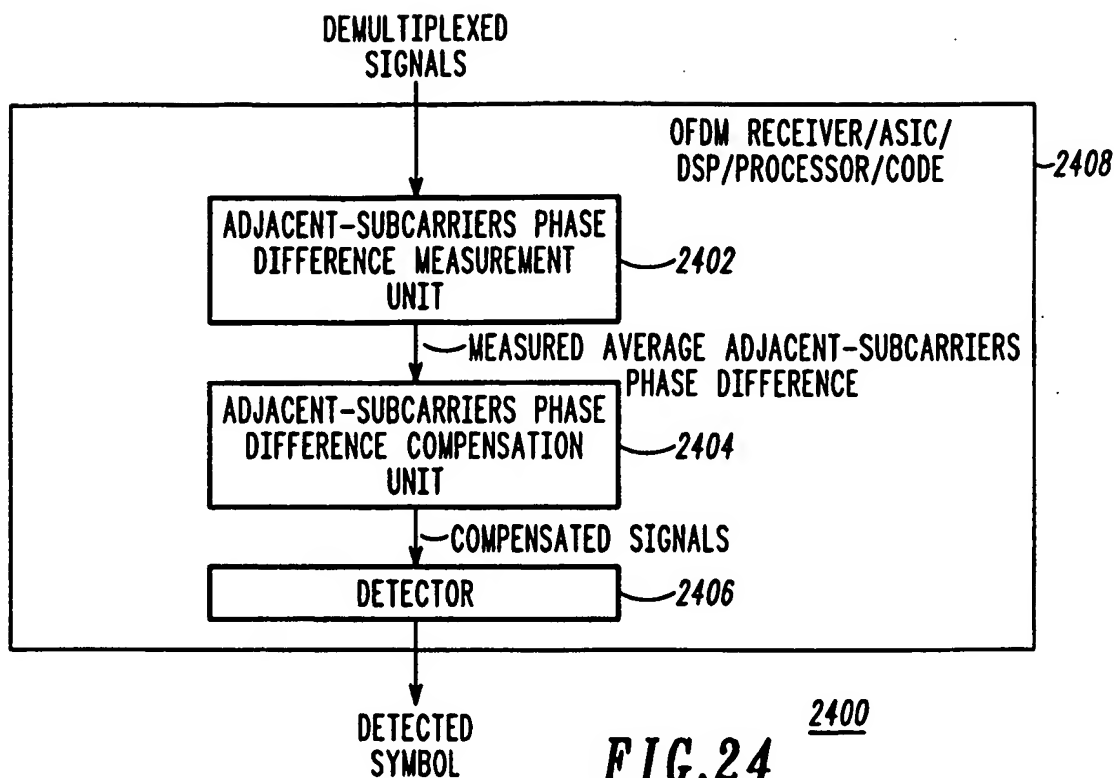 DEMULTIPLEXED
SIGNALS
OFDM RECEIVER/ASIC/
DSP/PROCESSOR/CODE
2408
ADJACENT-SUBCARRIERS PHASE
DIFFERENCE MEASUREMENT
UNIT
2402
MEASURED AVERAGE ADJACENT-SUBCARRIERS
PHASE DIFFERENCE
ADJACENT-SUBCARRIERS PHASE
DIFFERENCE COMPENSATION
UNIT
2404
COMPENSATED SIGNALS
DETECTOR
2406
DETECTED
SYMBOL
2400
FIG.24